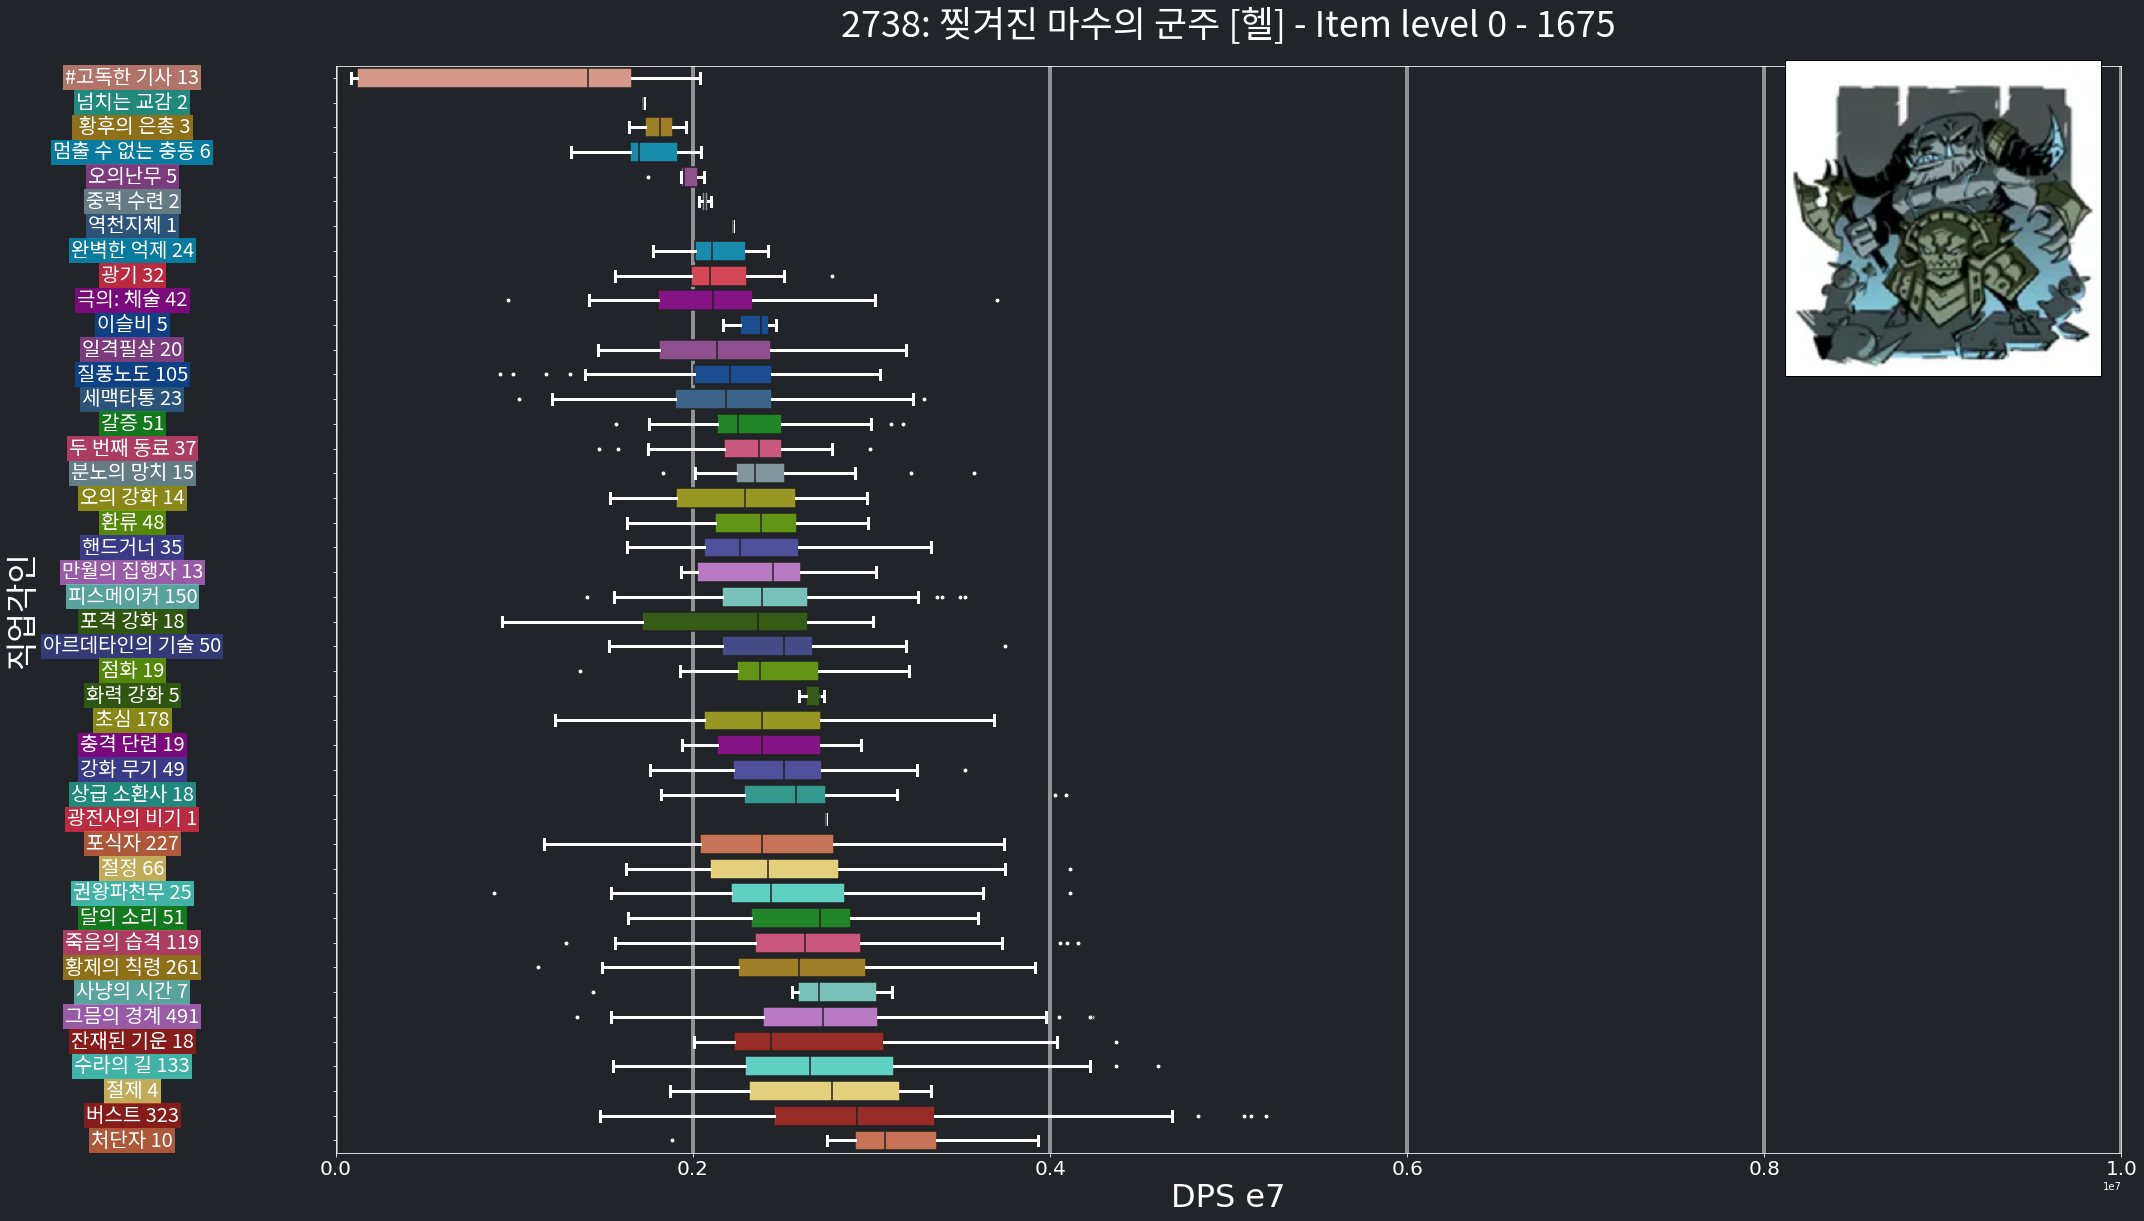 2738: 찢겨진 마수의 군주 [헬] - Item level 0 - 1675
직업각인
#고독한 기사 13
넘치는 교감 2
황후의 은총 3
멈출 수 없는 충동 6
오의난무 5
중력 수련 2
역천지체 1
완벽한 억제 24
광기 32
극의: 체술 42
이슬비 5
일격필살 20
질풍노도 105
세맥타통 23
갈증 51
두 번째 동료 37
분노의 망치 15
오의 강화 14
환류 48
핸드거너 35
만월의 집행자 13
피스메이커 150
포격 강화 18
아르데타인의 기술 50
점화 19
화력 강화 5
초심 178
충격 단련 19
강화 무기 49
상급 소환사 18
광전사의 비기 1
포식자 227
절정 66
권왕파천무 25
달의 소리 51
죽음의 습격 119
황제의 칙령 261
사냥의 시간 7
그믐의 경계 491
잔재된 기운 18
수라의 길 133
절제 4
버스트 323
처단자 10
0.0 0.2 0.4 0.6 0.8 1.0
1e7
DPS e7